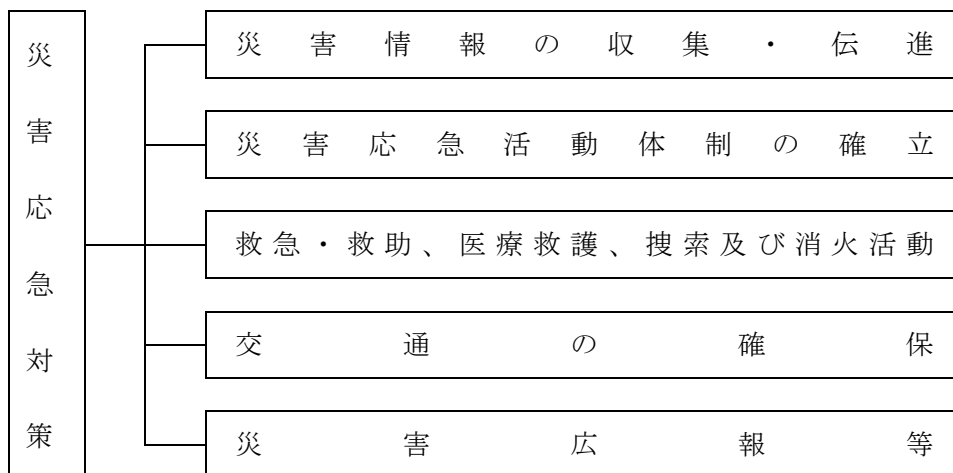 災害応急対策
災害情報の収集・伝進
災害応急活動体制の確立
救急・救助、医療救護、捜索及び消火活動
交通の確保
災害広報等